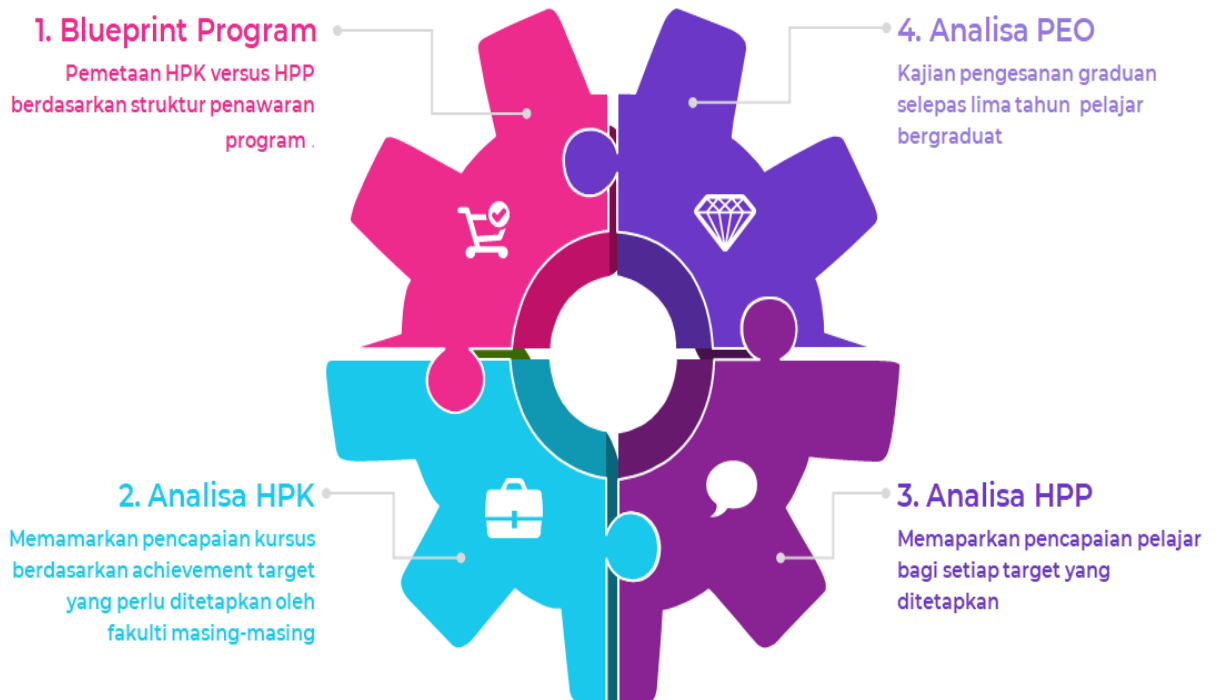 1. Blueprint Program
Pemetaan HPK versus HPP
berdasarkan struktur penawaran
program .
2. Analisa HPK
Memamarkan pencapaian kursus
berdasarkan achievement target
yang perlu ditetapkan oleh
fakulti masing-masing
3. Analisa HPP
Memaparkan pencapaian pelajar
bagi setiap target yang
ditetapkan
4. Analisa PEO
Kajian pengesanan graduan
selepas lima tahun pelajar
bergraduat